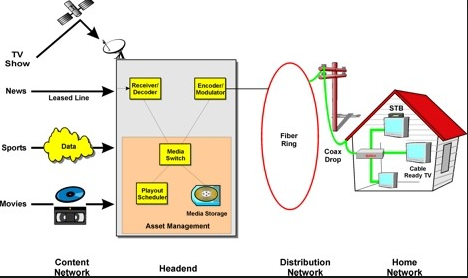 TV
Show
News
Leased Line
Receiver/
Decoder
Encoder/
Modulator
Sports
Data
Media
Switch
Fiber
Ring
Coax
Drop
STB
Cable
Ready TV
Movies
Playout
Scheduler
Media Storage
Asset Management
Content
Network
Headend
Distribution
Network
Home
Network